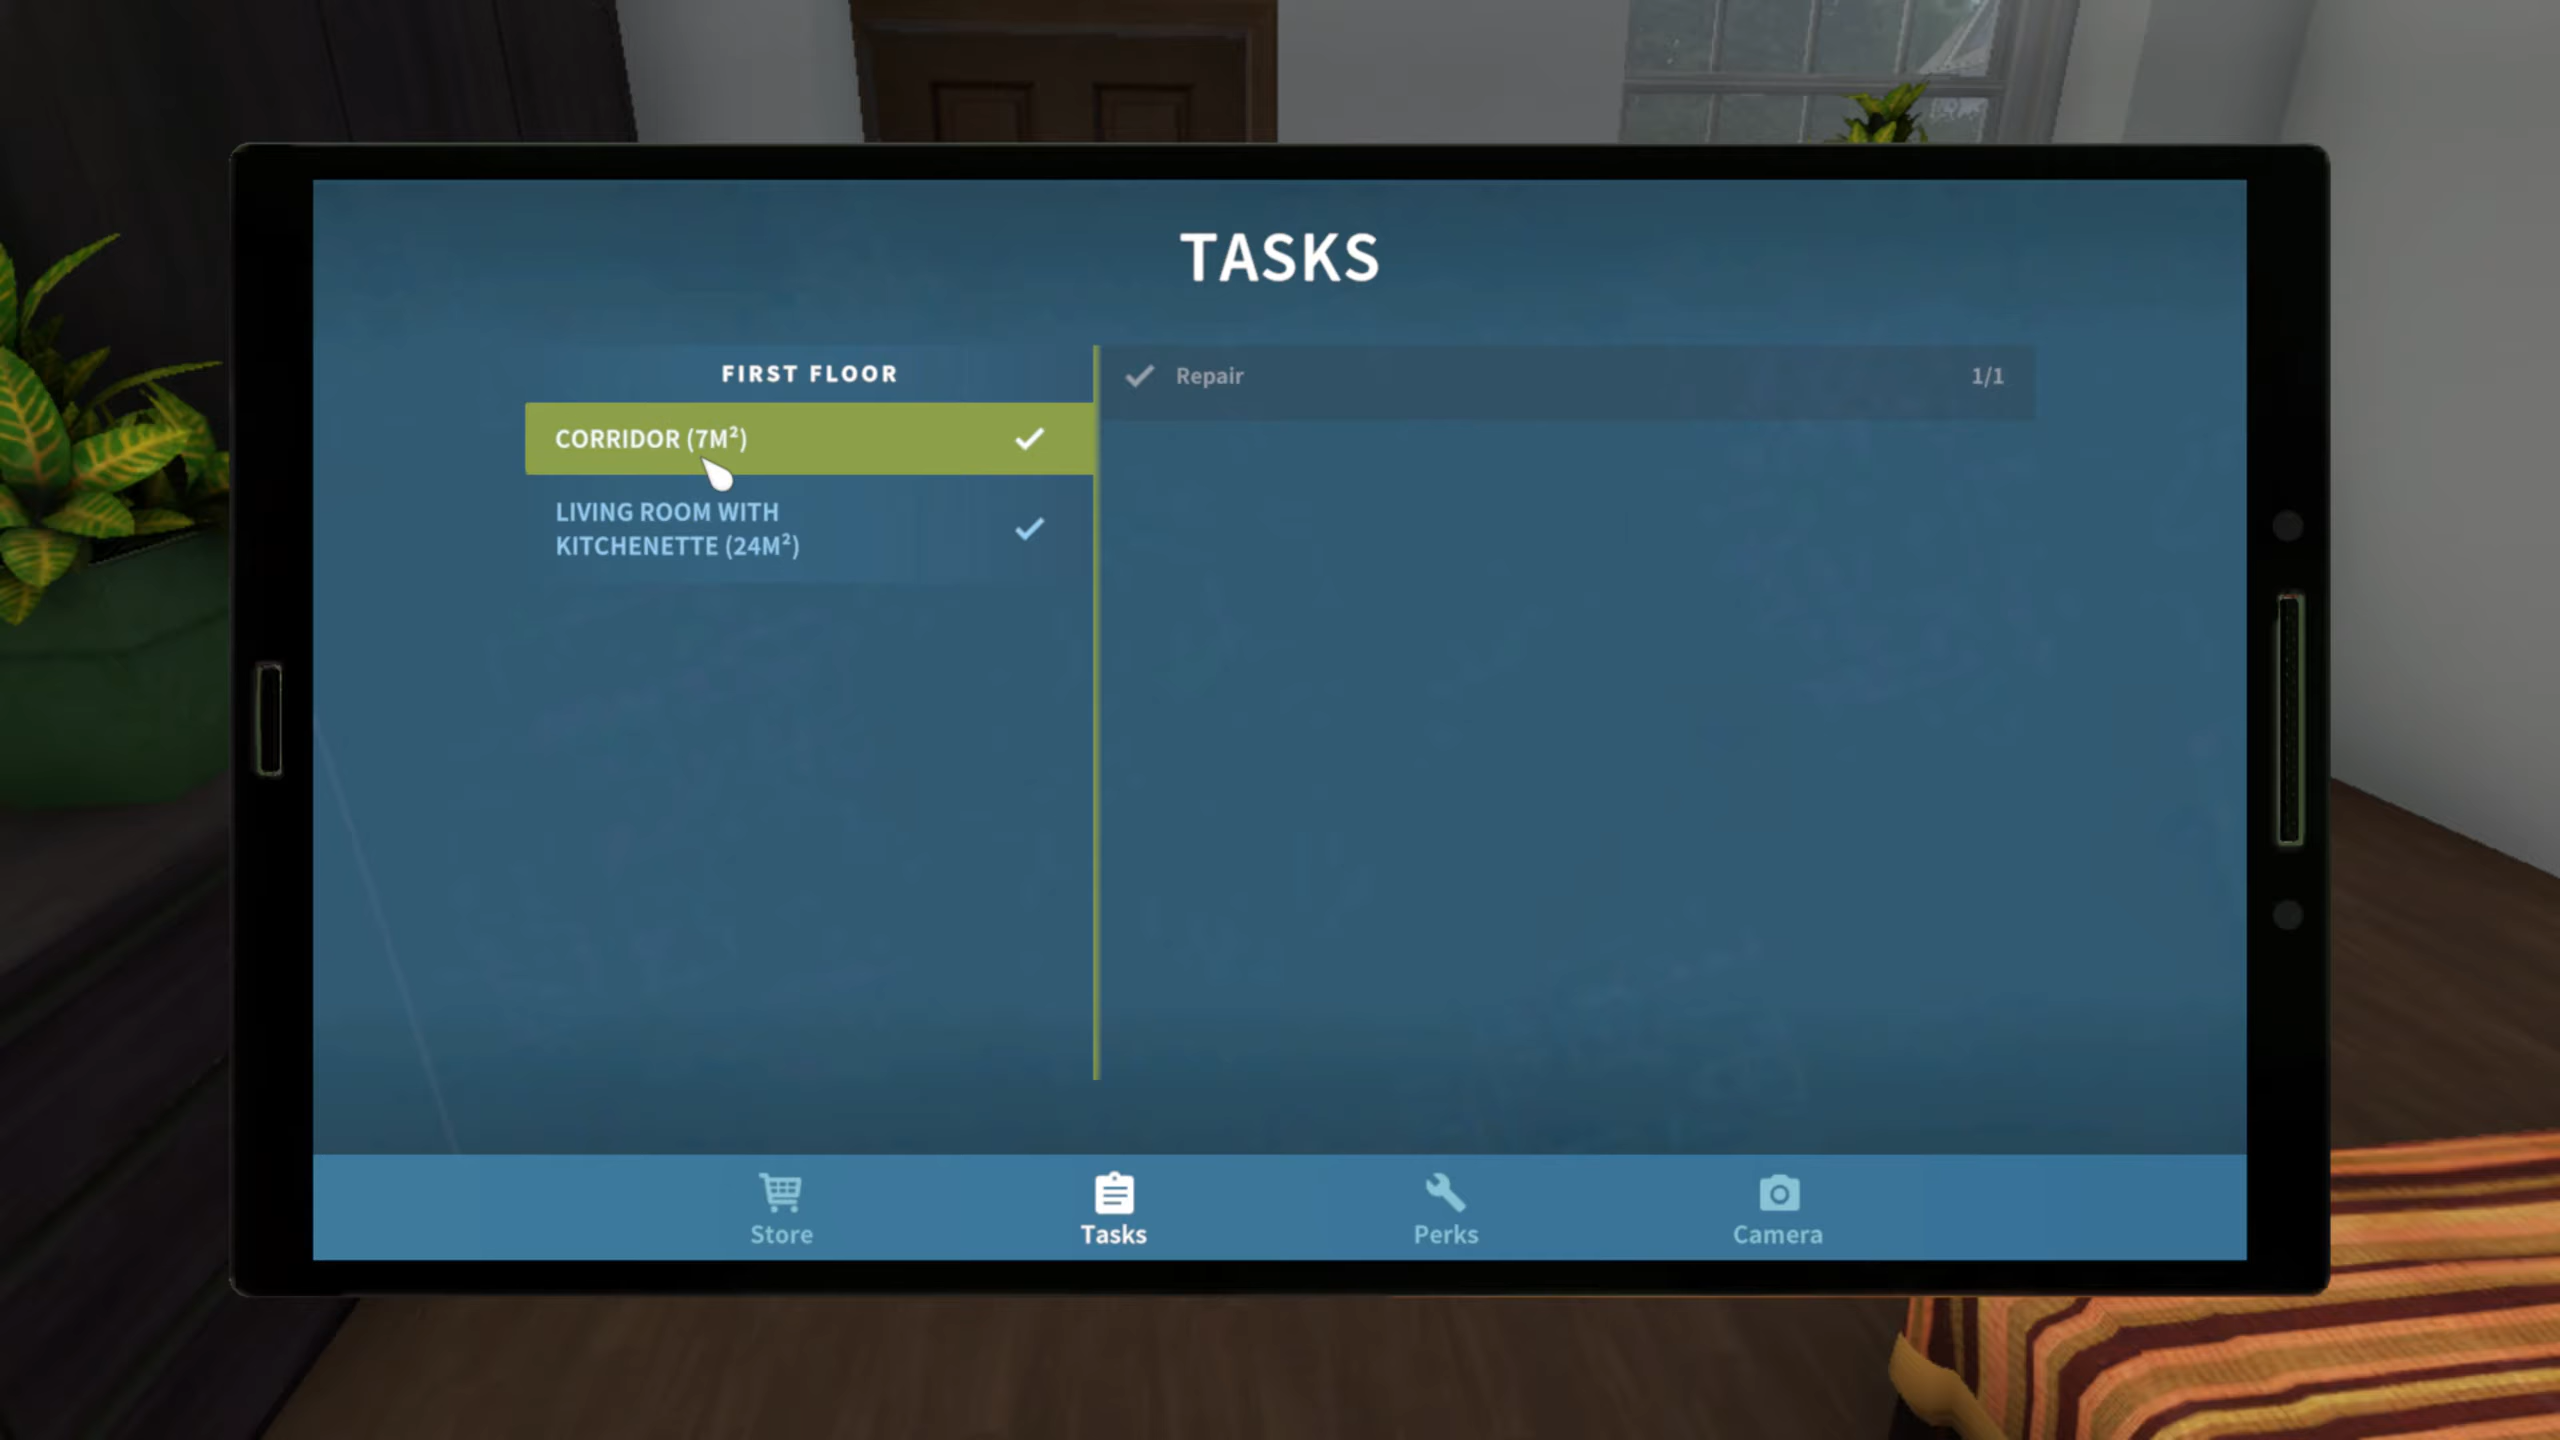 TASKS
FIRST FLOOR
CORRIDOR (7M²)
LIVING ROOM WITH
KITCHENETTE (24M²)
Repair 1/1
Store
Tasks
Perks
Camera